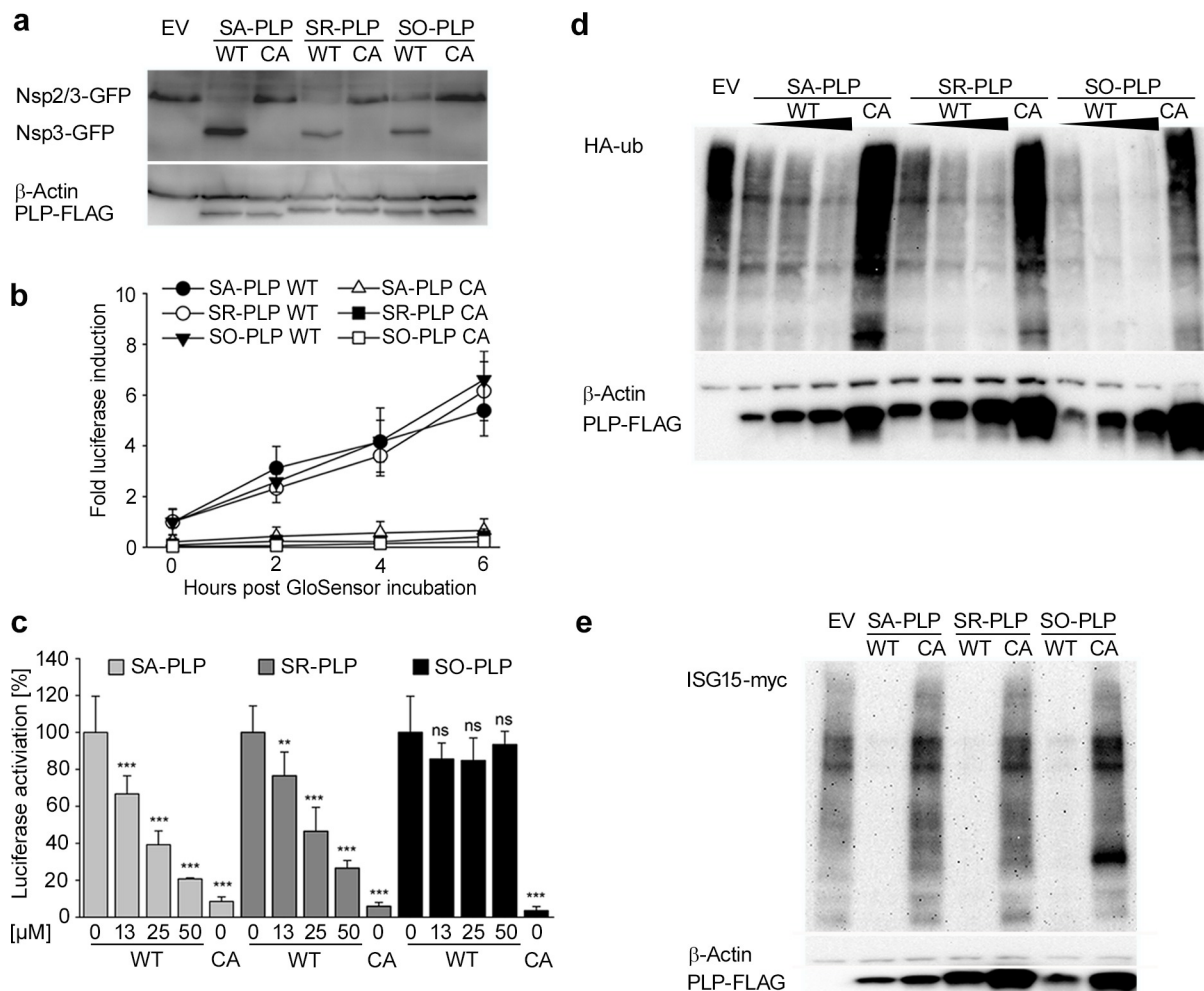 a
EV SA-PLP SR-PLP SO-PLP
WT CA WT CA WT CA
Nsp2/3-GFP
Nsp3-GFP
β-Actin
PLP-FLAG
b
SA-PLP WT SA-PLP CA
SR-PLP WT SR-PLP CA
SO-PLP WT SO-PLP CA
Fold luciferase induction
10
8
6
4
2
0
0 2 4 6
Hours post GloSensor incubation
c
SA-PLP SR-PLP SO-PLP
Luciferase activiation [%]
140
120
100
80
60
40
20
0
*** *** *** ***
** *** *** ***
ns ns ns ***
[µM] 0 13 25 50 0 0 13 25 50 0 0 13 25 50 0
WT CA WT CA WT CA
d
EV SA-PLP SR-PLP SO-PLP
WT CA WT CA WT CA
HA-ub
β-Actin
PLP-FLAG
e
EV SA-PLP SR-PLP SO-PLP
WT CA WT CA WT CA
ISG15-myc
β-Actin
PLP-FLAG